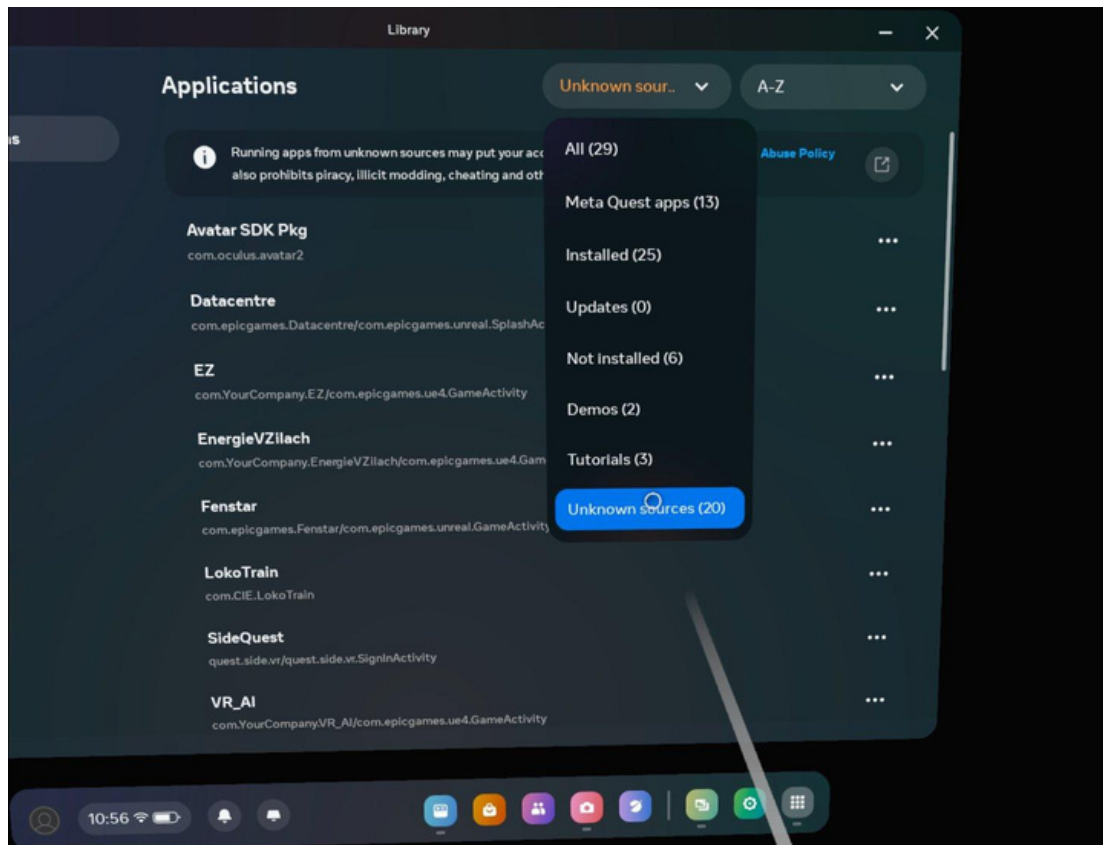 Library
Applications
Unknown sour..
A-Z
Running apps from unknown sources may put your acc
Abuse Policy
also prohibits piracy, illicit modding, cheating and oth
All (29)
Meta Quest apps (13)
Installed (25)
Updates (0)
Not installed (6)
Demos (2)
Tutorials (3)
Unknown sources (20)
Avatar SDK Pkg
com.oculus.avatar2
Datacentre
com.epicgames.Datacentre/com.epicgames.unreal.SplashAc
EZ
com.YourCompany.EZ/com.epicgames.ue4.GameActivity
EnergieVZilach
com.YourCompany.EnergieVZilach/com.epicgames.ue4.Gam
Fenstar
com.epicgames.Fenstar/com.epicgames.unreal.GameActivity
LokoTrain
com.CIE.LokoTrain
SideQuest
quest.side.vr/quest.side.vr.SignInActivity
VR_AI
com.YourCompany.VR_AI/com.epicgames.ue4.GameActivity
10:56